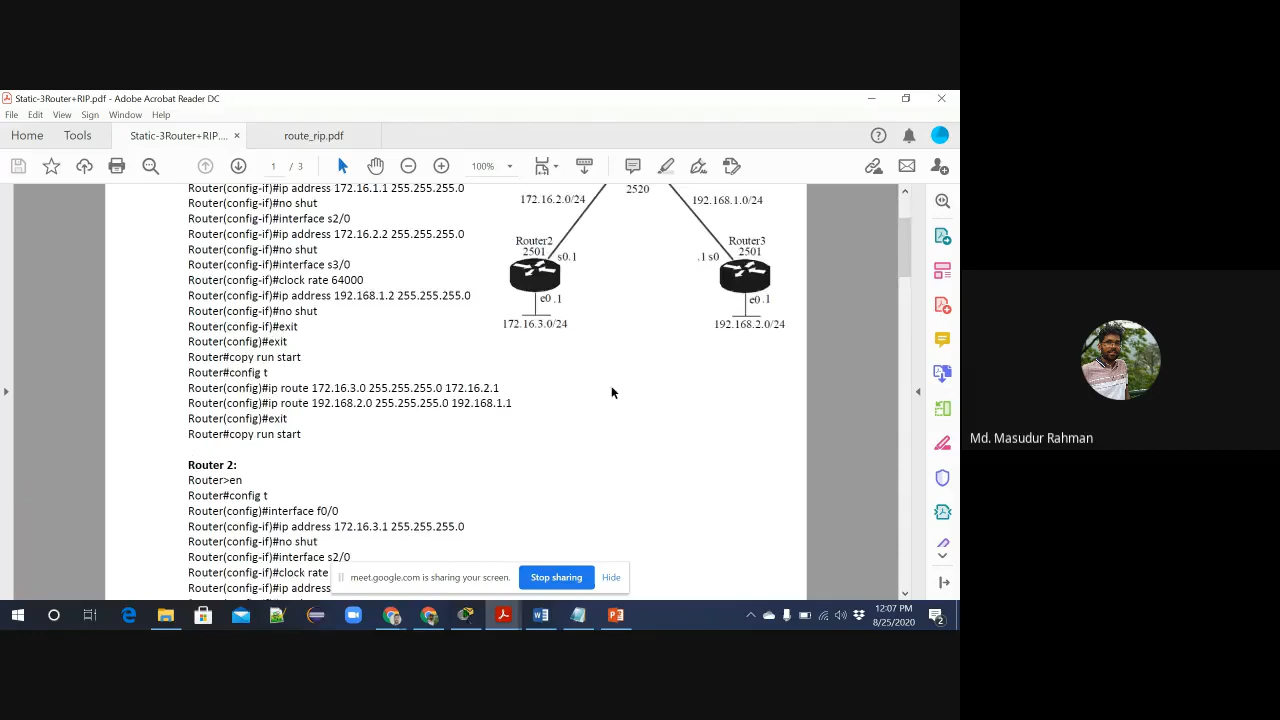 Static-3Router+RIP.pdf - Adobe Acrobat Reader DC
File Edit View Sign Window Help
Home Tools Static-3Router+RIP.... × route_rip.pdf
1 / 3 100%
Router(config-if)#ip address 172.16.1.1 255.255.255.0
Router(config-if)#no shut
Router(config-if)#interface s2/0
Router(config-if)#ip address 172.16.2.2 255.255.255.0
Router(config-if)#no shut
Router(config-if)#interface s3/0
Router(config-if)#clock rate 64000
Router(config-if)#ip address 192.168.1.2 255.255.255.0
Router(config-if)#no shut
Router(config-if)#exit
Router(config)#exit
Router#copy run start
Router#config t
Router(config)#ip route 172.16.3.0 255.255.255.0 172.16.2.1
Router(config)#ip route 192.168.2.0 255.255.255.0 192.168.1.1
Router(config)#exit
Router#copy run start
Router 2:
Router>en
Router#config t
Router(config)#interface f0/0
Router(config-if)#ip address 172.16.3.1 255.255.255.0
Router(config-if)#no shut
Router(config-if)#interface s2/0
Router(config-if)#clock rate
Router(config-if)#ip address
2520
172.16.2.0/24
192.168.1.0/24
Router2
2501
s0.1
e0 .1
172.16.3.0/24
Router3
2501
.1 s0
e0 .1
192.168.2.0/24
meet.google.com is sharing your screen. Stop sharing Hide
12:07 PM
8/25/2020
2
Md. Masudur Rahman